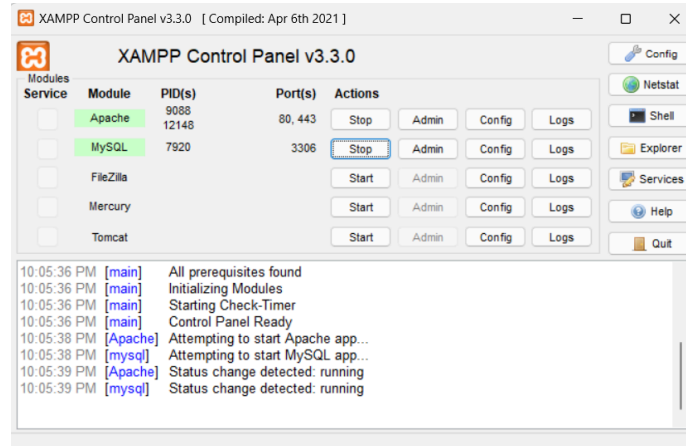 XAMPP Control Panel v3.3.0 [ Compiled: Apr 6th 2021 ]
XAMPP Control Panel v3.3.0
Config
Modules
Service Module PID(s) Port(s) Actions
Netstat
Apache 9088 12148 80, 443 Stop Admin Config Logs
Shell
MySQL 7920 3306 Stop Admin Config Logs
Explorer
FileZilla Start Admin Config Logs
Services
Mercury Start Admin Config Logs
Help
Tomcat Start Admin Config Logs
Quit
10:05:36 PM [main] All prerequisites found
10:05:36 PM [main] Initializing Modules
10:05:36 PM [main] Starting Check-Timer
10:05:36 PM [main] Control Panel Ready
10:05:38 PM [Apache] Attempting to start Apache app...
10:05:38 PM [mysql] Attempting to start MySQL app...
10:05:39 PM [Apache] Status change detected: running
10:05:39 PM [mysql] Status change detected: running